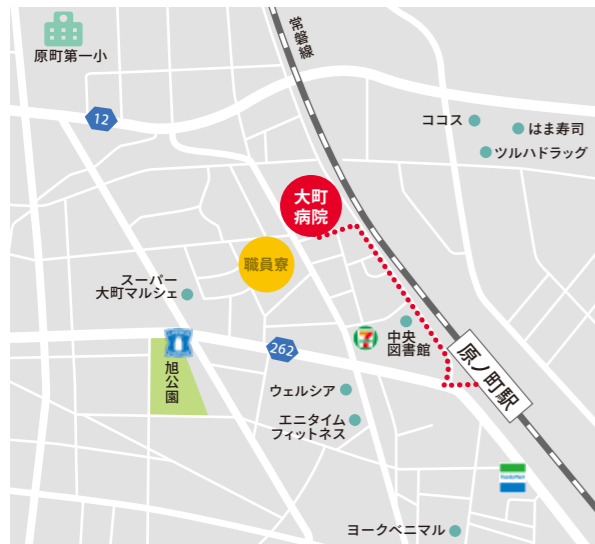 原町第一小
常磐線
12
ココス
はま寿司
ツルハドラッグ
大町
病院
職員寮
スーパー
大町マルシェ
262
7
中央
図書館
原ノ町駅
旭公園
ウェルシア
エニタイム
フィットネス
FamilyMart
ヨークベニマル